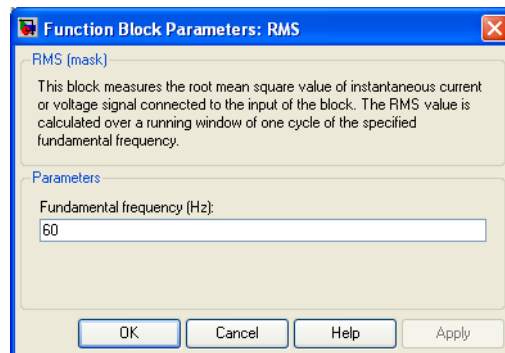 Function Block Parameters: RMS
RMS (mask)
This block measures the root mean square value of instantaneous current
or voltage signal connected to the input of the block. The RMS value is
calculated over a running window of one cycle of the specified
fundamental frequency.
Parameters
Fundamental frequency (Hz):
60
OK Cancel Help Apply